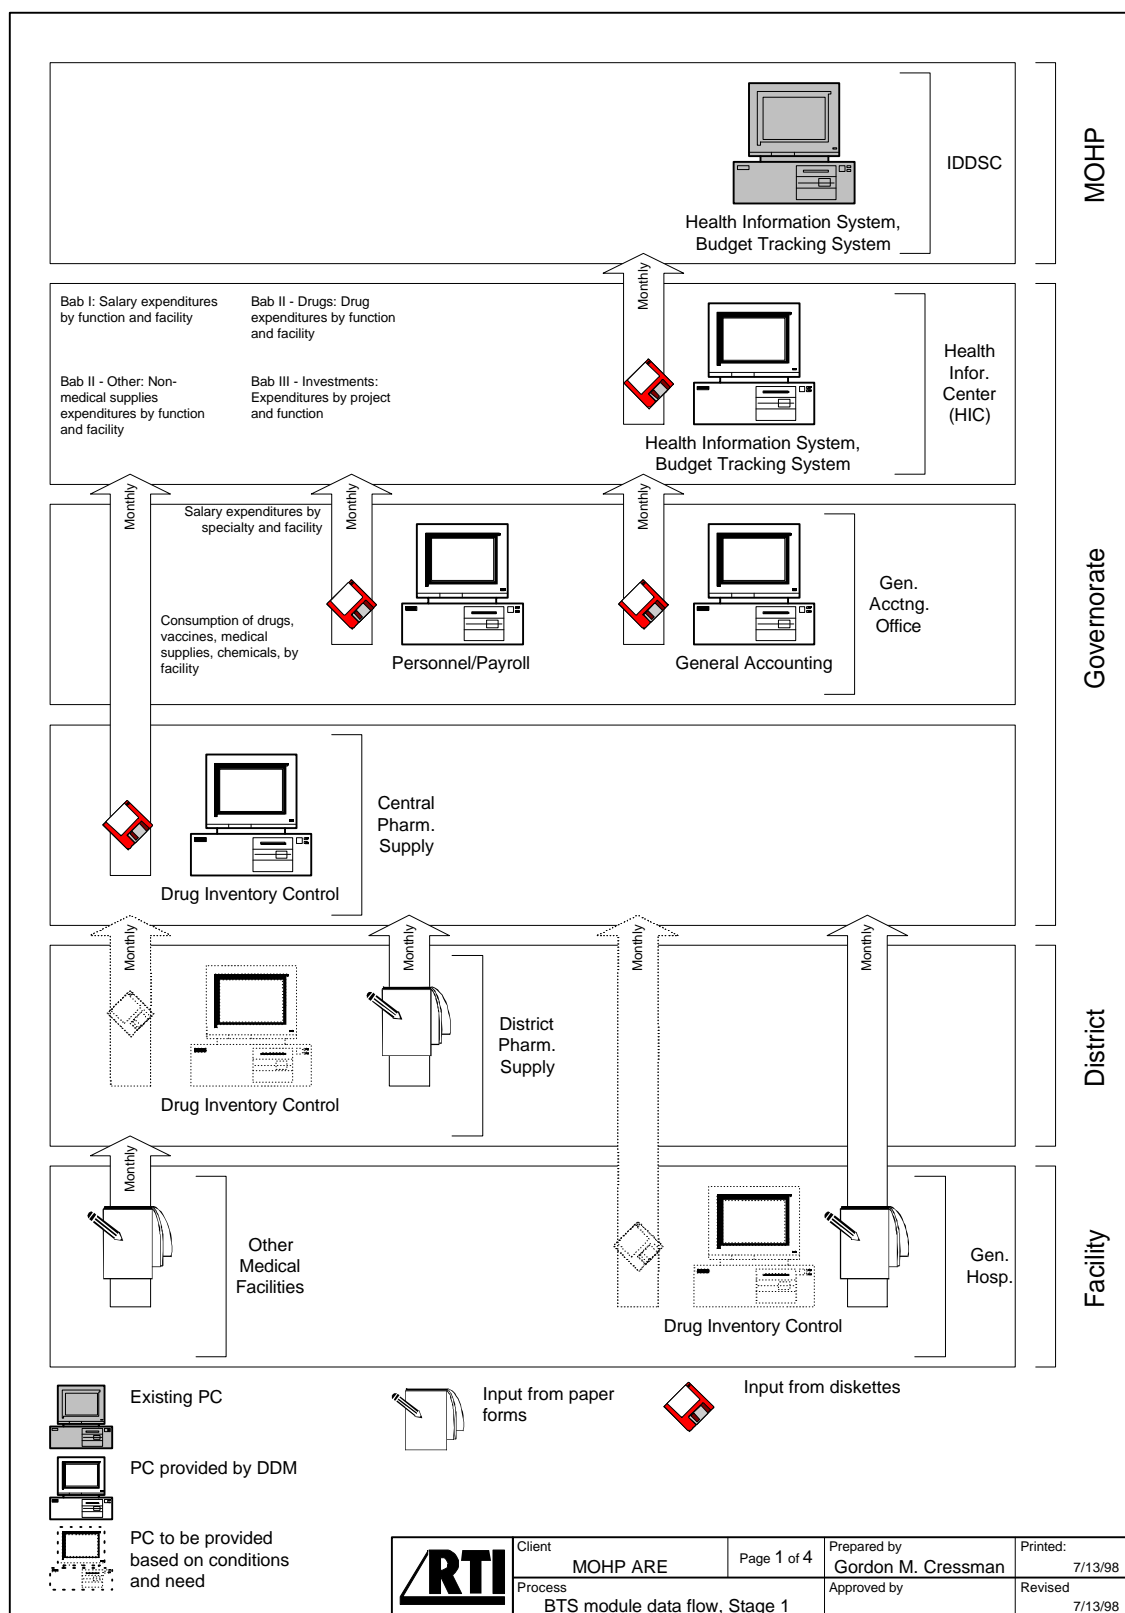 MOHP
IDDSC
Health Information System,
Budget Tracking System
Monthly
Bab I: Salary expenditures
by function and facility
Bab II - Drugs: Drug
expenditures by function
and facility
Bab II - Other: Non-
medical supplies
expenditures by function
and facility
Bab III - Investments:
Expenditures by project
and function
Health
Infor.
Center
(HIC)
Health Information System,
Budget Tracking System
Governorate
Monthly
Monthly
Monthly
Salary expenditures by
specialty and facility
Gen.
Acctng.
Office
Consumption of drugs,
vaccines, medical
supplies, chemicals, by
facility
Personnel/Payroll
General Accounting
Central
Pharm.
Supply
Drug Inventory Control
Monthly
Monthly
Monthly
Monthly
District
District
Pharm.
Supply
Drug Inventory Control
Monthly
Facility
Other
Medical
Facilities
Gen.
Hosp.
Drug Inventory Control
Existing PC
Input from paper
forms
Input from diskettes
PC provided by DDM
PC to be provided
based on conditions
and need
RTI
Client
MOHP ARE
Page 1 of 4
Prepared by
Gordon M. Cressman
Printed:
7/13/98
Process
BTS module data flow, Stage 1
Approved by
Revised
7/13/98